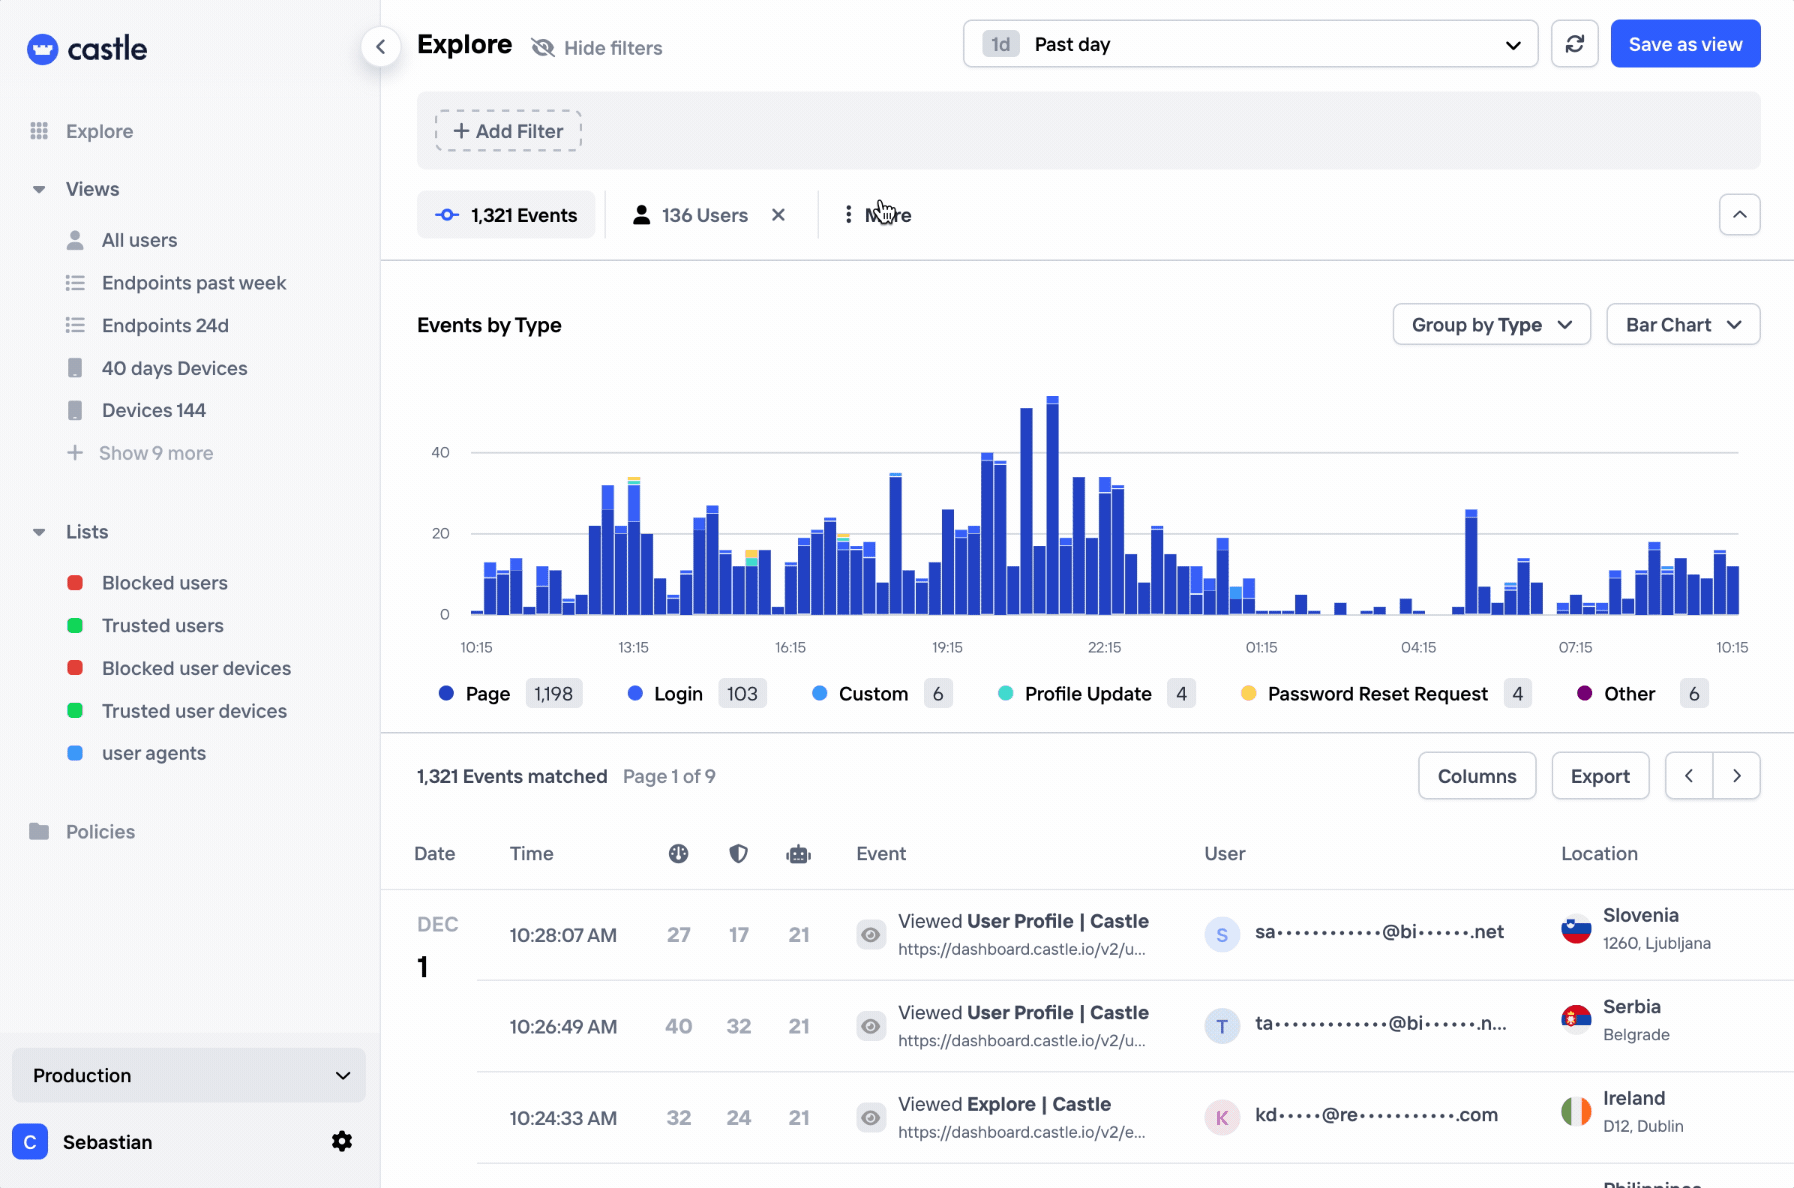 castle
Explore
Hide filters
1d Past day
Save as view
+ Add Filter
Explore
Views
All users
Endpoints past week
Endpoints 24d
40 days Devices
Devices 144
Show 9 more
Lists
Blocked users
Trusted users
Blocked user devices
Trusted user devices
user agents
Policies
Production
C Sebastian
1,321 Events
136 Users
More
Events by Type
Group by Type
Bar Chart
40
20
0
10:15 13:15 16:15 19:15 22:15 01:15 04:15 07:15 10:15
Page 1,198 Login 103 Custom 6 Profile Update 4 Password Reset Request 4 Other 6
1,321 Events matched Page 1 of 9
Columns
Export
Date Time Event User Location
DEC
1
10:28:07 AM 27 17 21
Viewed User Profile | Castle
https://dashboard.castle.io/v2/u...
S sa••••••••••••@bi••••••.net
Slovenia
1260, Ljubljana
10:26:49 AM 40 32 21
Viewed User Profile | Castle
https://dashboard.castle.io/v2/u...
T ta•••••••••••••@bi••••••.n...
Serbia
Belgrade
10:24:33 AM 32 24 21
Viewed Explore | Castle
https://dashboard.castle.io/v2/e...
K kd•••••@re•••••••••••.com
Ireland
D12, Dublin